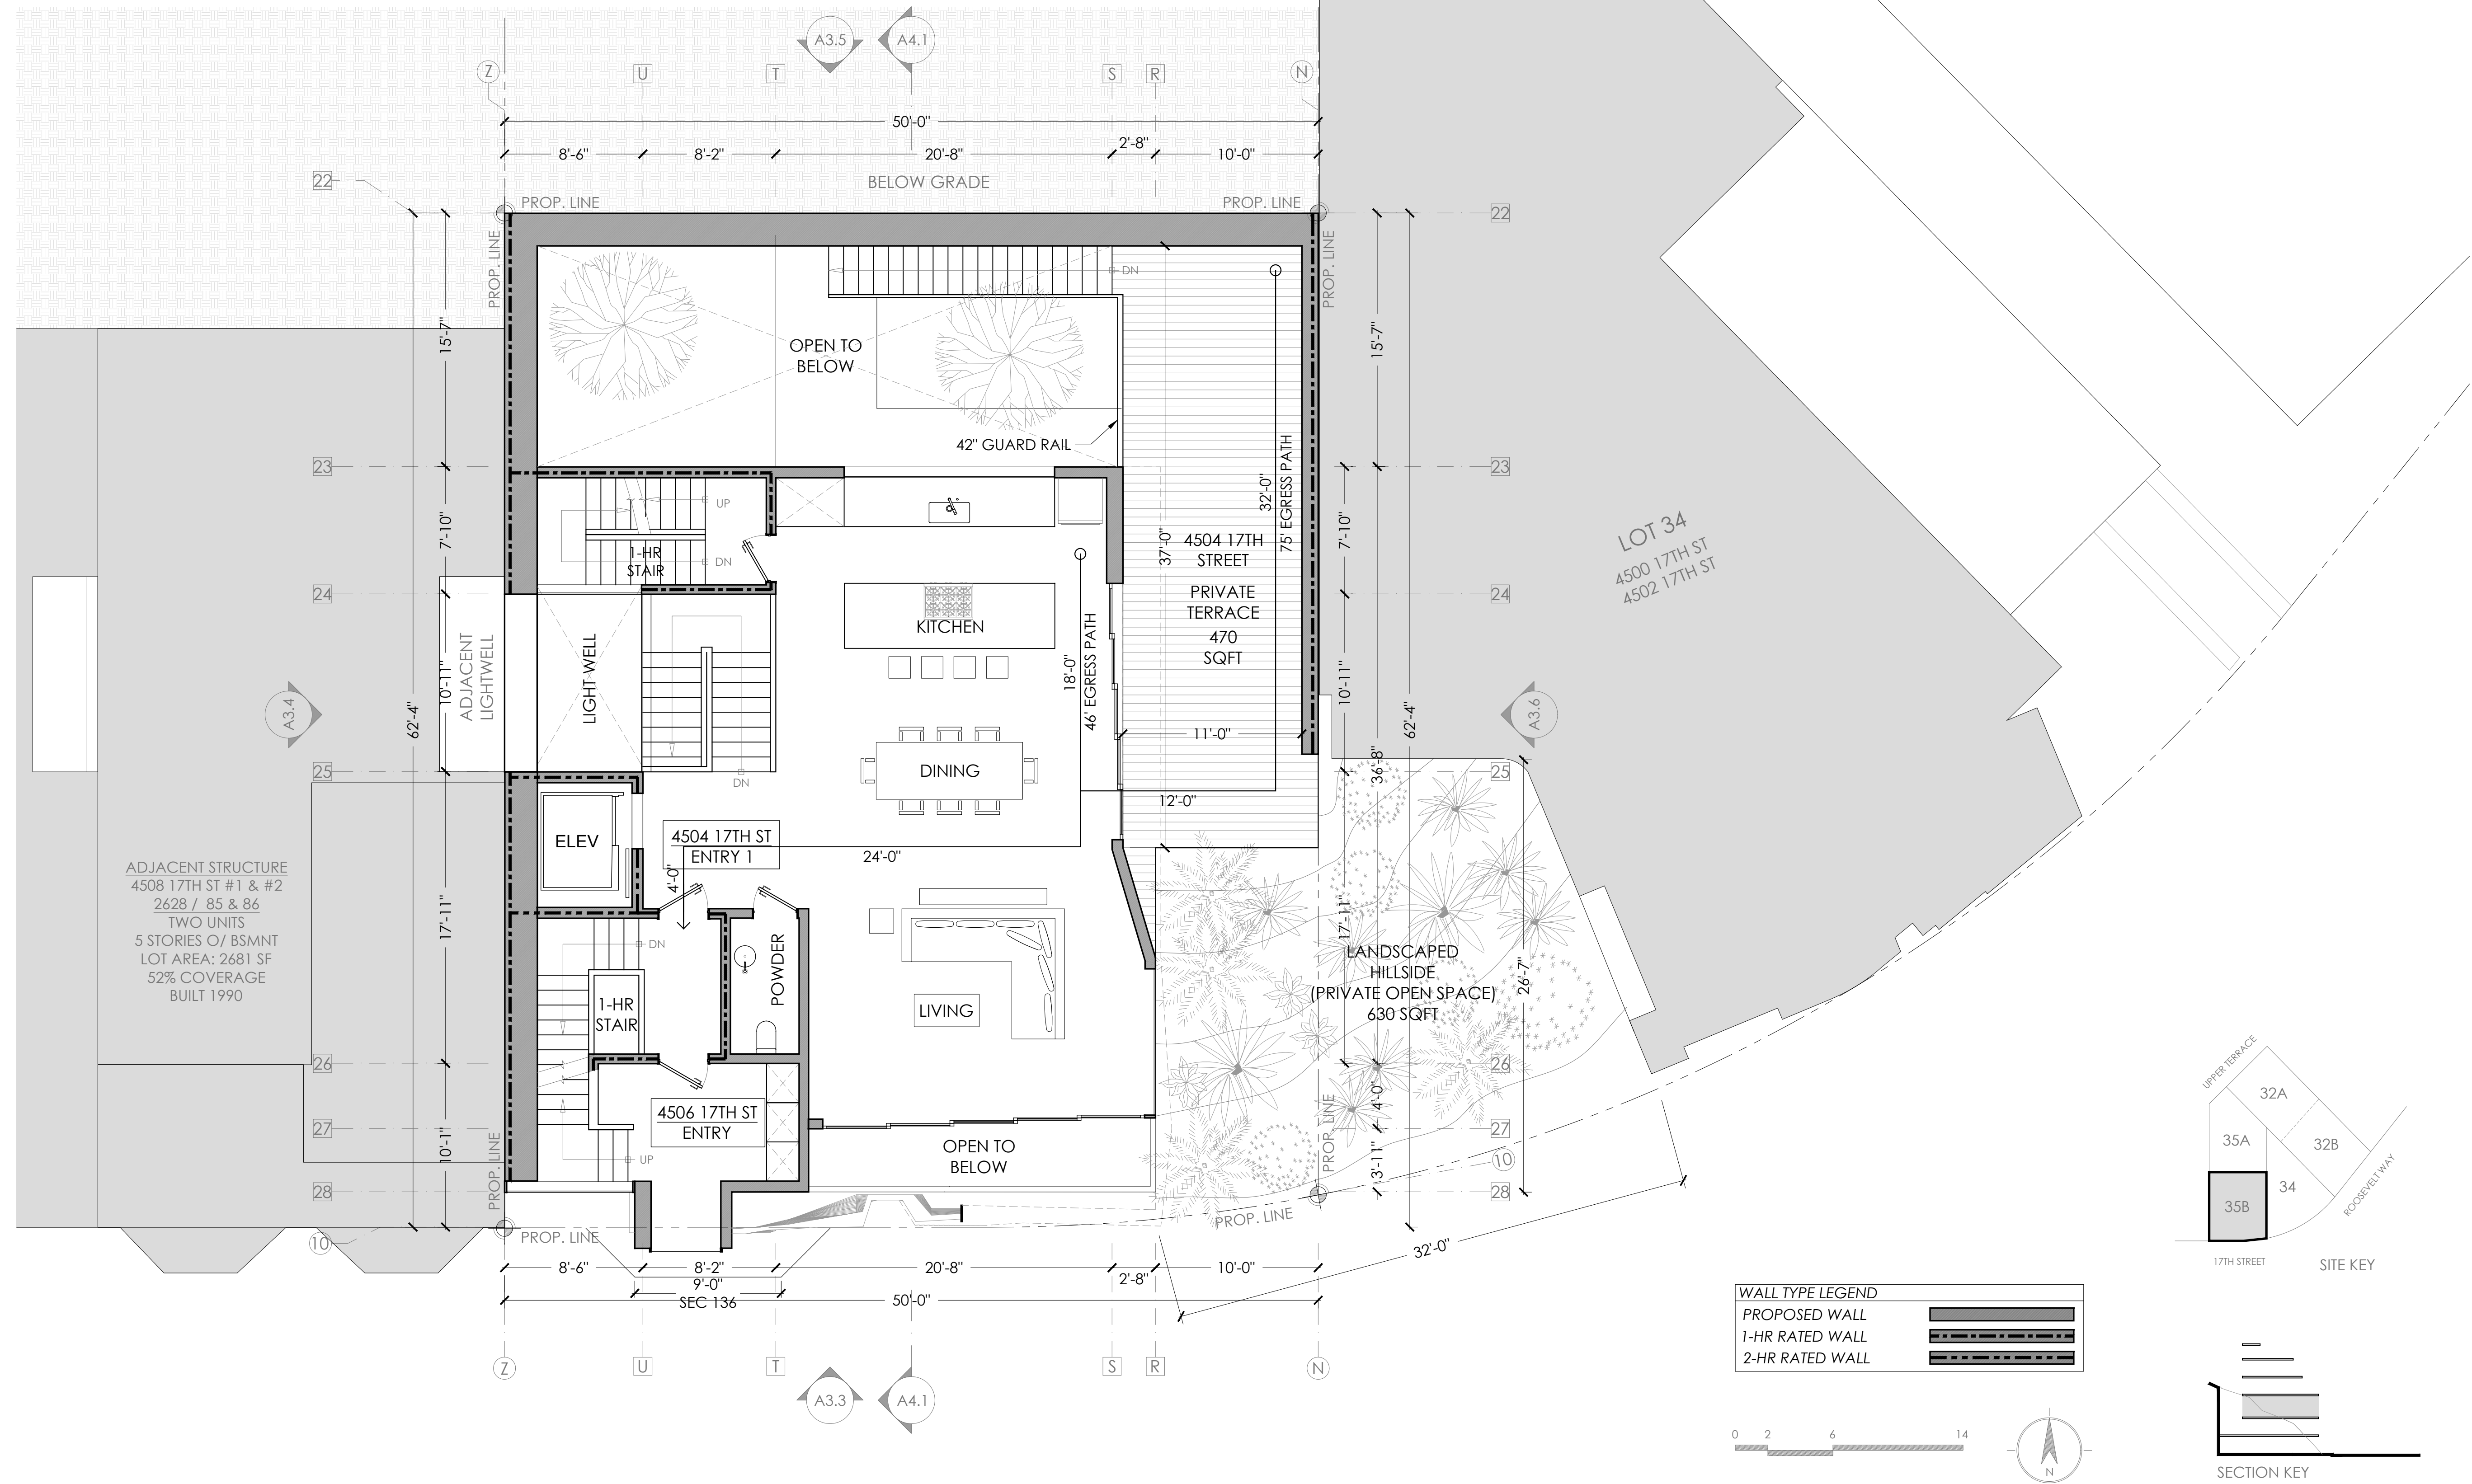 A3.5
A4.1
Z
U
T
S
R
N
50'-0"
8'-6"
8'-2"
20'-8"
2'-8"
10'-0"
BELOW GRADE
22
PROP. LINE
PROP. LINE
22
PROP. LINE
PROP. LINE
DN
15'-7"
15'-7"
OPEN TO
BELOW
42" GUARD RAIL
23
23
UP
32'-0"
75' EGRESS PATH
7'-10"
1-HR
STAIR
DN
37'-0"
4504 17TH
STREET
PRIVATE
TERRACE
470
SQFT
7'-10"
LOT 34
4500 17TH ST
4502 17TH ST
24
24
KITCHEN
ADJACENT
LIGHTWELL
10'-11"
LIGHT WELL
18'-0"
46' EGRESS PATH
10'-11"
A3.4
62'-4"
62'-4"
A3.6
11'-0"
36'-8"
25
DINING
25
DN
12'-0"
ELEV
4504 17TH ST
ENTRY 1
24'-0"
4'-0"
ADJACENT STRUCTURE
4508 17TH ST #1 & #2
2628 / 85 & 86
TWO UNITS
5 STORIES O/ BSMNT
LOT AREA: 2681 SF
52% COVERAGE
BUILT 1990
17'-11"
17'-11"
DN
POWDER
LANDSCAPED
HILLSIDE
(PRIVATE OPEN SPACE)
630 SQFT
26'-7"
1-HR
STAIR
LIVING
26
26
4'-0"
4506 17TH ST
ENTRY
27
27
10'-1"
OPEN TO
BELOW
PROP. LINE
PROP. LINE
3'-11"
10
UP
28
28
PROP. LINE
PROP. LINE
10
32'-0"
8'-6"
8'-2"
20'-8"
2'-8"
10'-0"
9'-0"
SEC 136
50'-0"
Z
U
T
S
R
N
A3.3
A4.1
UPPER TERRACE
32A
35A
32B
34
35B
ROOSEVELT WAY
17TH STREET
SITE KEY
WALL TYPE LEGEND
PROPOSED WALL
1-HR RATED WALL
2-HR RATED WALL
0 2 6 14
N
SECTION KEY